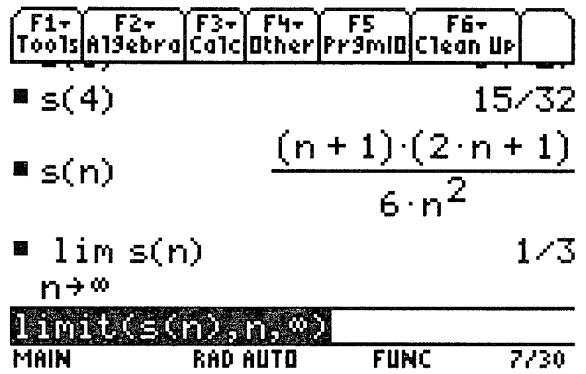 F1 F2 F3 F4 F5 F6
Tools Algebra Calc Other PrgmIO Clean Up
s(4) 15/32
s(n) (n + 1)·(2·n + 1)
6·n²
lim s(n) 1/3
n→∞
limit(s(n),n,∞)
MAIN RAD AUTO FUNC 7/30